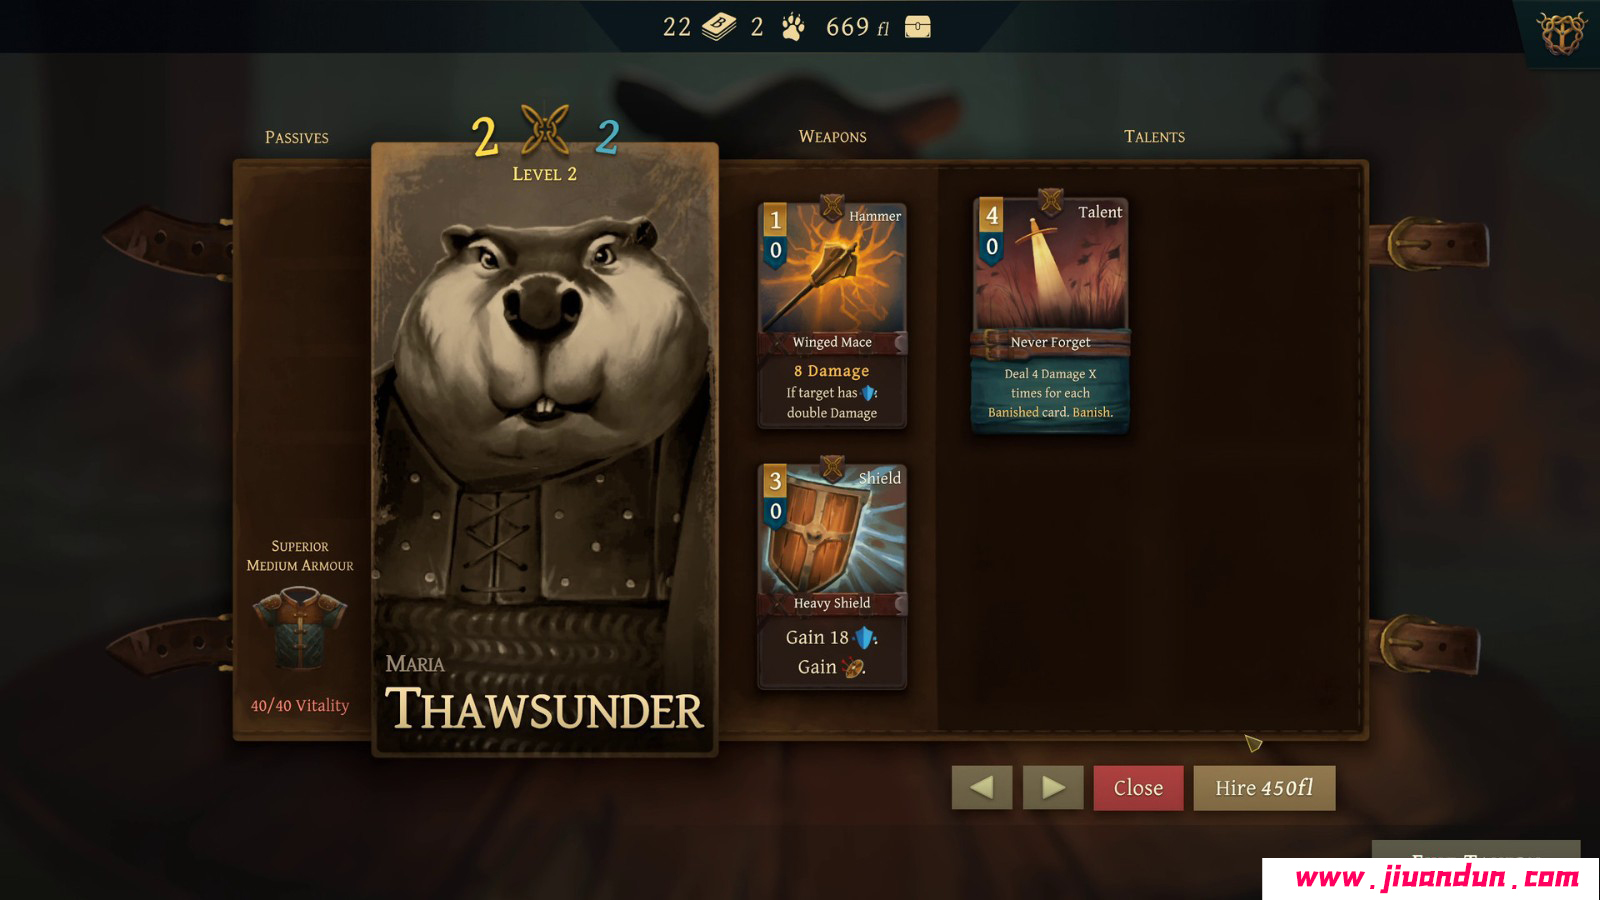 22 2 669 fl
PASSIVES
WEAPONS
TALENTS
2 2
LEVEL 2
SUPERIOR
MEDIUM ARMOUR
40/40 Vitality
MARIA
THAWSUNDER
1
0
Hammer
Winged Mace
8 Damage
If target has :
double Damage
3
0
Shield
Heavy Shield
Gain 18 .
Gain .
4
0
Talent
Never Forget
Deal 4 Damage X
times for each
Banished card. Banish.
Close
Hire 450fl
www.jiuandun.com